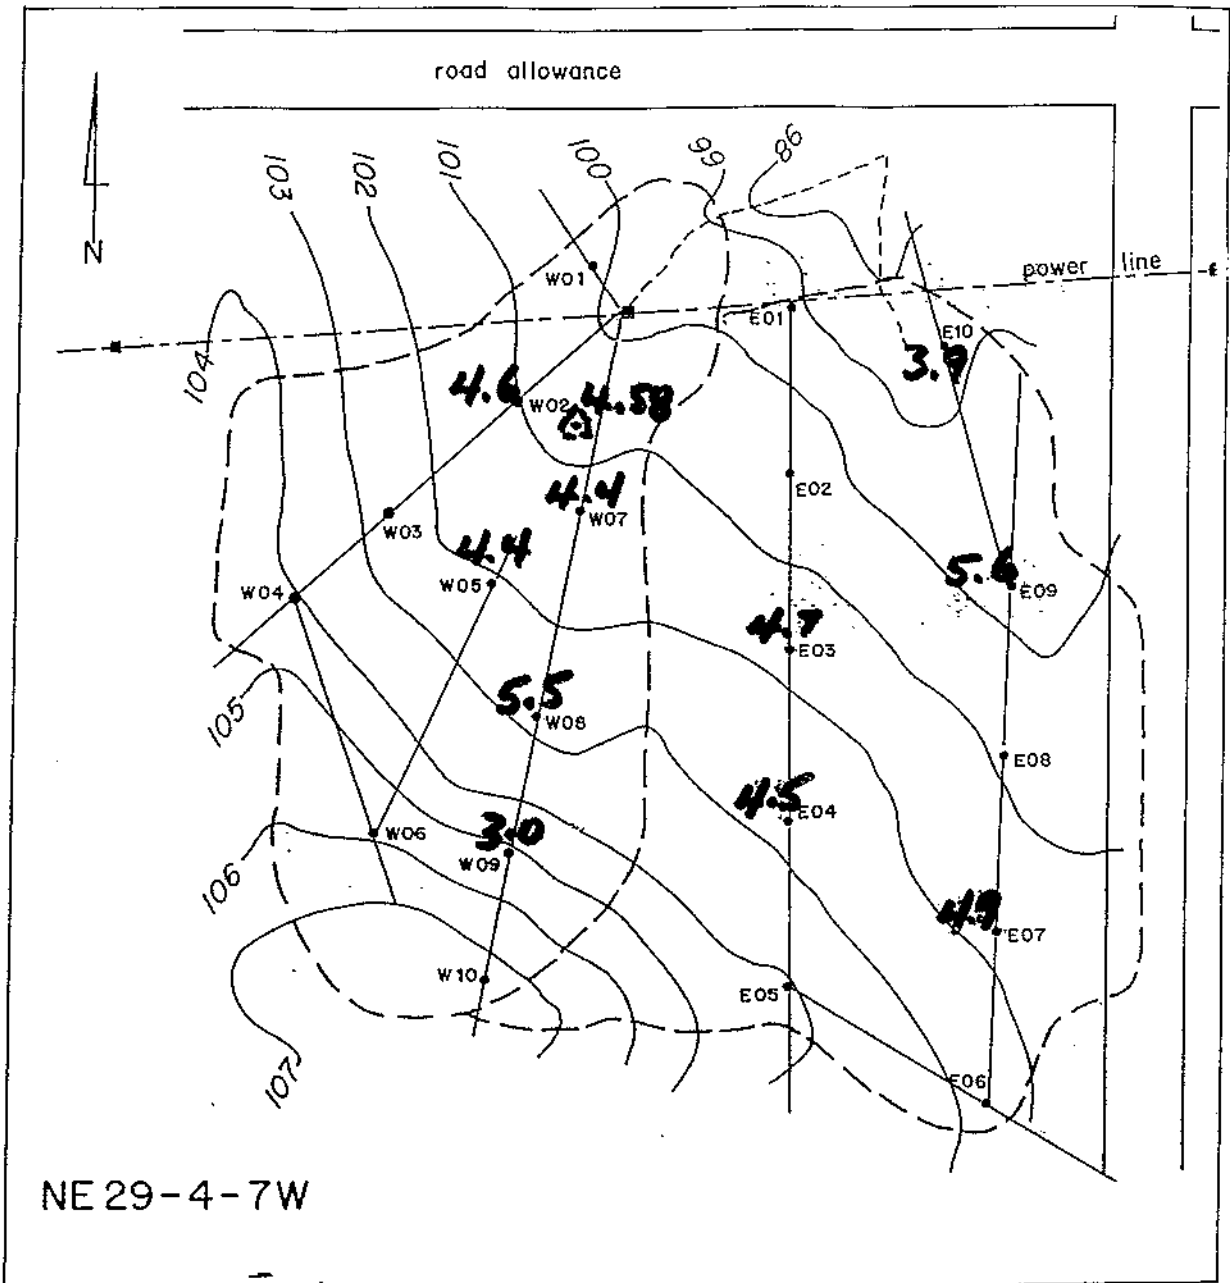 road allowance
N
103
102
101
100
99
98
W01
power line
E01
E10
3.9
104
4.6
W02
4.58
E02
4.4
W07
W03
4.4
W05
W04
5.6
E09
4.7
E03
5.5
W08
105
E08
4.5
E04
W06
3.0
W09
106
4.9
E07
W10
E05
107
E06
NE 29-4-7W